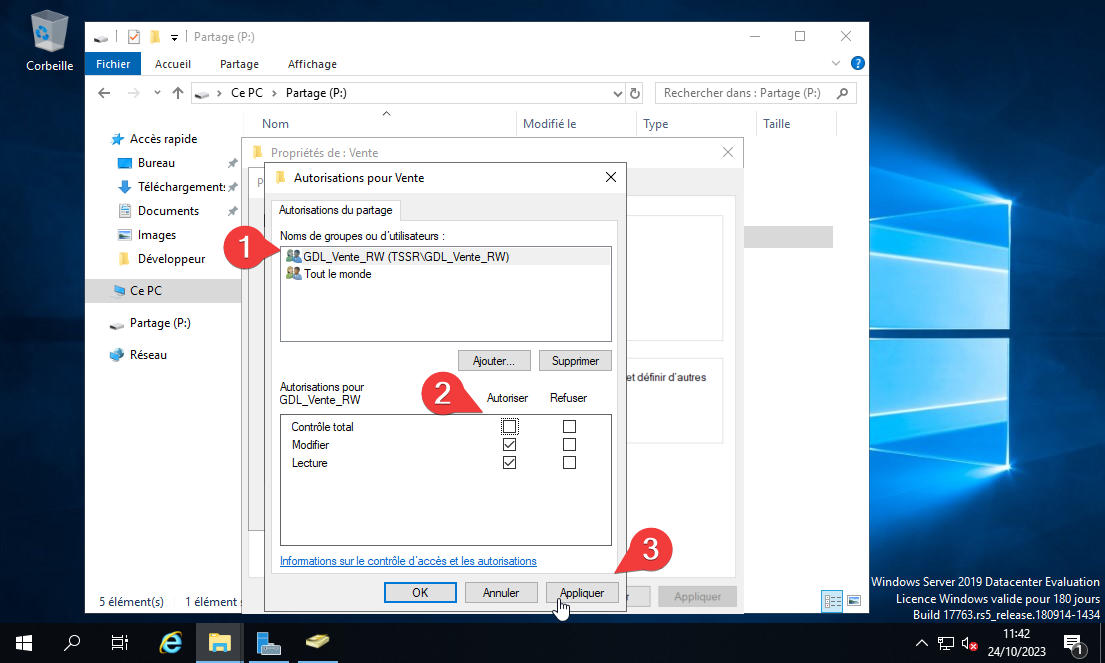 Corbeille
Partage (P:)
Fichier
Accueil
Partage
Affichage
?
Ce PC
Partage (P:)
Rechercher dans : Partage (P:)
Nom
Modifié le
Type
Taille
Accès rapide
Bureau
Téléchargements
Documents
Images
Développeur
Ce PC
Partage (P:)
Réseau
Propriétés de : Vente
P
Autorisations pour Vente
Autorisations du partage
Noms de groupes ou d'utilisateurs :
1
GDL_Vente_RW (TSSR\GDL_Vente_RW)
Tout le monde
Ajouter...
Supprimer
et définir d'autres
Autorisations pour
GDL_Vente_RW
2
Autoriser
Refuser
Contrôle total
Modifier
Lecture
3
Informations sur le contrôle d'accès et les autorisations
OK
Annuler
Appliquer
r
Appliquer
5 élément(s)
1 élément
Windows Server 2019 Datacenter Evaluation
Licence Windows valide pour 180 jours
Build 17763.rs5_release.180914-1434
11:42
24/10/2023
1